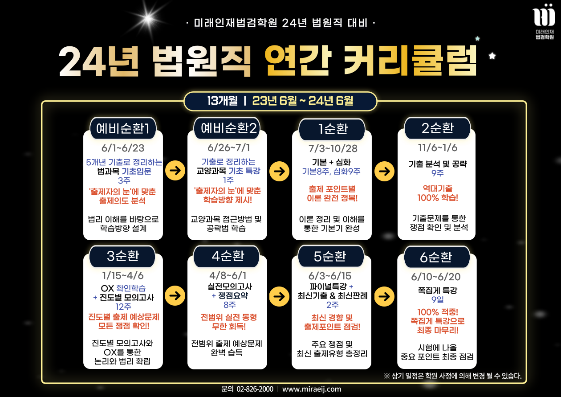 · 미래인재법검학원 24년 법원직 대비 ·
미래인재
법검학원
24년 법원직 연간 커리큘럼
13개월 | 23년 6월 ~ 24년 6월
예비순환1
6/1~6/23
5개년 기출로 정리하는
법과목 기초입문
3주
'출제자의 눈'에 맞춘
출제의도 분석
법리 이해를 바탕으로
학습방향 설계
예비순환2
6/26~7/1
기출로 정리하는
교양과목 기초 특강
1주
'출제자의 눈'에 맞춘
학습방향 제시!
교양과목 접근방법 및
공략법 학습
1순환
7/3~10/28
기본 + 심화
기본8주, 심화9주
출제 포인트별
이론 완전 정복!
이론 정리 및 이해를
통한 기본기 완성
2순환
11/6~1/6
기출 분석 및 공략
9주
역대기출
100% 학습!
기출문제를 통한
쟁점 확인 및 분석
3순환
1/15~4/6
OX 확인학습
+ 진도별 모의고사
12주
진도별 출제 예상문제
모든 쟁점 확인!
진도별 모의고사와
OX를 통한
논리와 법리 확립
4순환
4/8~6/1
실전모의고사
+ 쟁점요약
8주
전범위 실전 동형
무한 회독!
전범위 출제 예상문제
완벽 습득
5순환
6/3~6/15
파이널특강 +
최신기출 & 최신판례
2주
최신 경향 및
출제포인트 점검!
주요 쟁점 및
최신 출제유형 총정리
6순환
6/10~6/20
쪽집게 특강
9일
100% 적중!
쪽집게 특강으로
최종 마무리!
시험에 나올
중요 포인트 최종 점검
※ 상기 일정은 학원 사정에 의해 변경 될 수 있습니다.
문의 02-826-2000 | www.miraeij.com